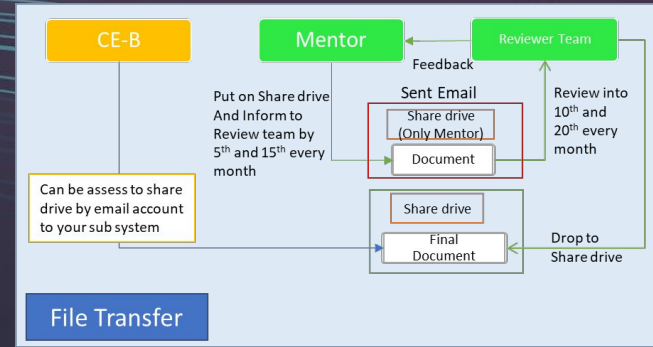 CE-B
Mentor
Reviewer Team
Feedback
Put on Share drive
And Inform to
Review team by
5th and 15th every
month
Sent Email
Share drive
(Only Mentor)
Document
Review into
10th and
20th every
month
Can be assess to share
drive by email account
to your sub system
Share drive
Final
Document
Drop to
Share drive
File Transfer